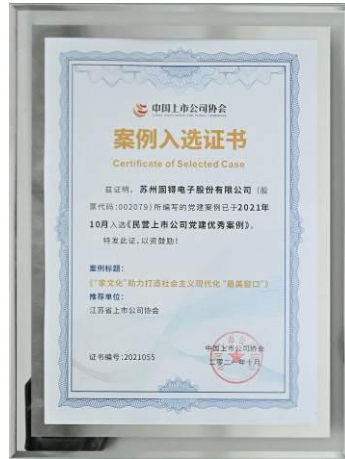 中国上市公司协会
案例入选证书
Certificate of Selected Case
兹证明，苏州固锝电子股份有限公司（股
票代码:002079）所编写的党建案例已于2021年
10月入选《民营上市公司党建优秀案例》。
特发此证，以资鼓励！
案例标题：
《“家文化”助力打造社会主义现代化“最美窗口”》
推荐单位：
江苏省上市公司协会
中国上市公司协会
证书编号:2021055
二零二一年十月